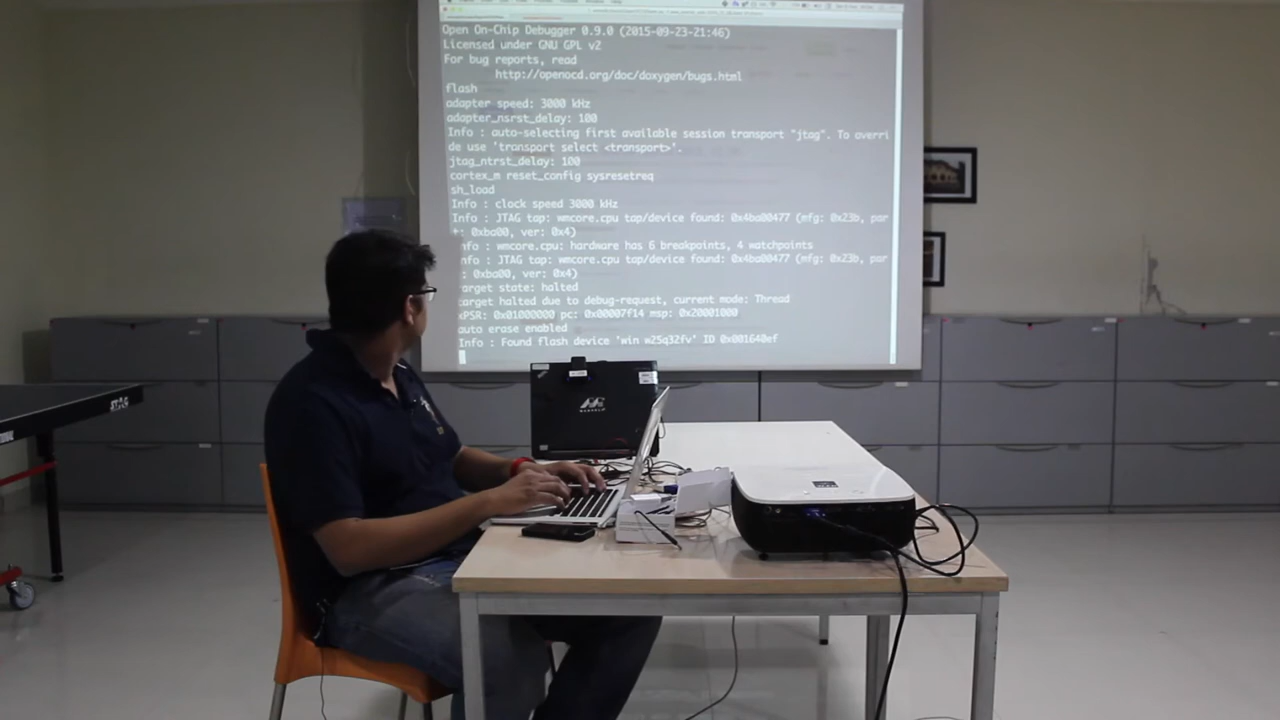 Open On-Chip Debugger 0.9.0 (2015-09-23-21:46)
Licensed under GNU GPL v2
For bug reports, read
http://openocd.org/doc/doxygen/bugs.html
flash
adapter speed: 3000 kHz
adapter_nsrst_delay: 100
Info : auto-selecting first available session transport "jtag". To overri
de use 'transport select <transport>'.
jtag_ntrst_delay: 100
cortex_m reset_config sysresetreq
sh_load
Info : clock speed 3000 kHz
Info : JTAG tap: wmcore.cpu tap/device found: 0x4ba00477 (mfg: 0x23b, par
t: 0xba00, ver: 0x4)
nfo : wmcore.cpu: hardware has 6 breakpoints, 4 watchpoints
nfo : JTAG tap: wmcore.cpu tap/device found: 0x4ba00477 (mfg: 0x23b, par
: 0xba00, ver: 0x4)
arget state: halted
arget halted due to debug-request, current mode: Thread
xPSR: 0x01000000 pc: 0x00007f14 msp: 0x20001000
auto erase enabled
Info : Found flash device 'win w25q32fv' ID 0x001640ef
STAG
MARVELL